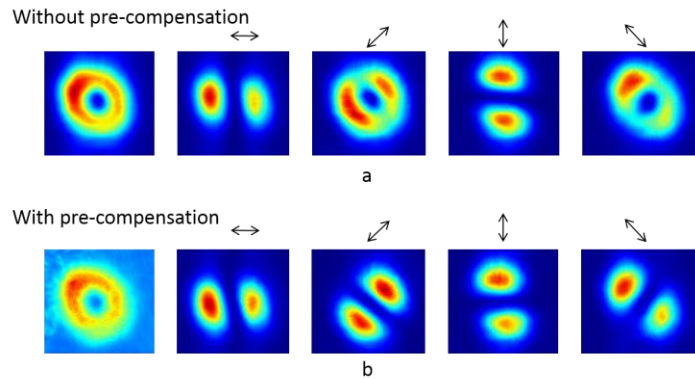 Without pre-compensation
a
With pre-compensation
b